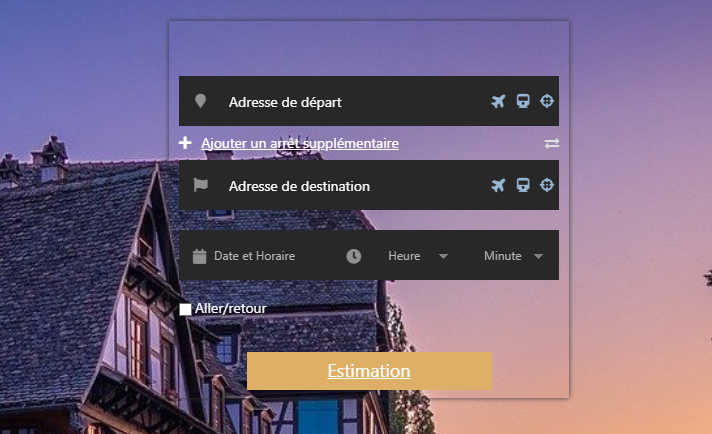 Adresse de départ
Ajouter un arrêt supplémentaire
Adresse de destination
Date et Horaire Heure Minute
Aller/retour
Estimation